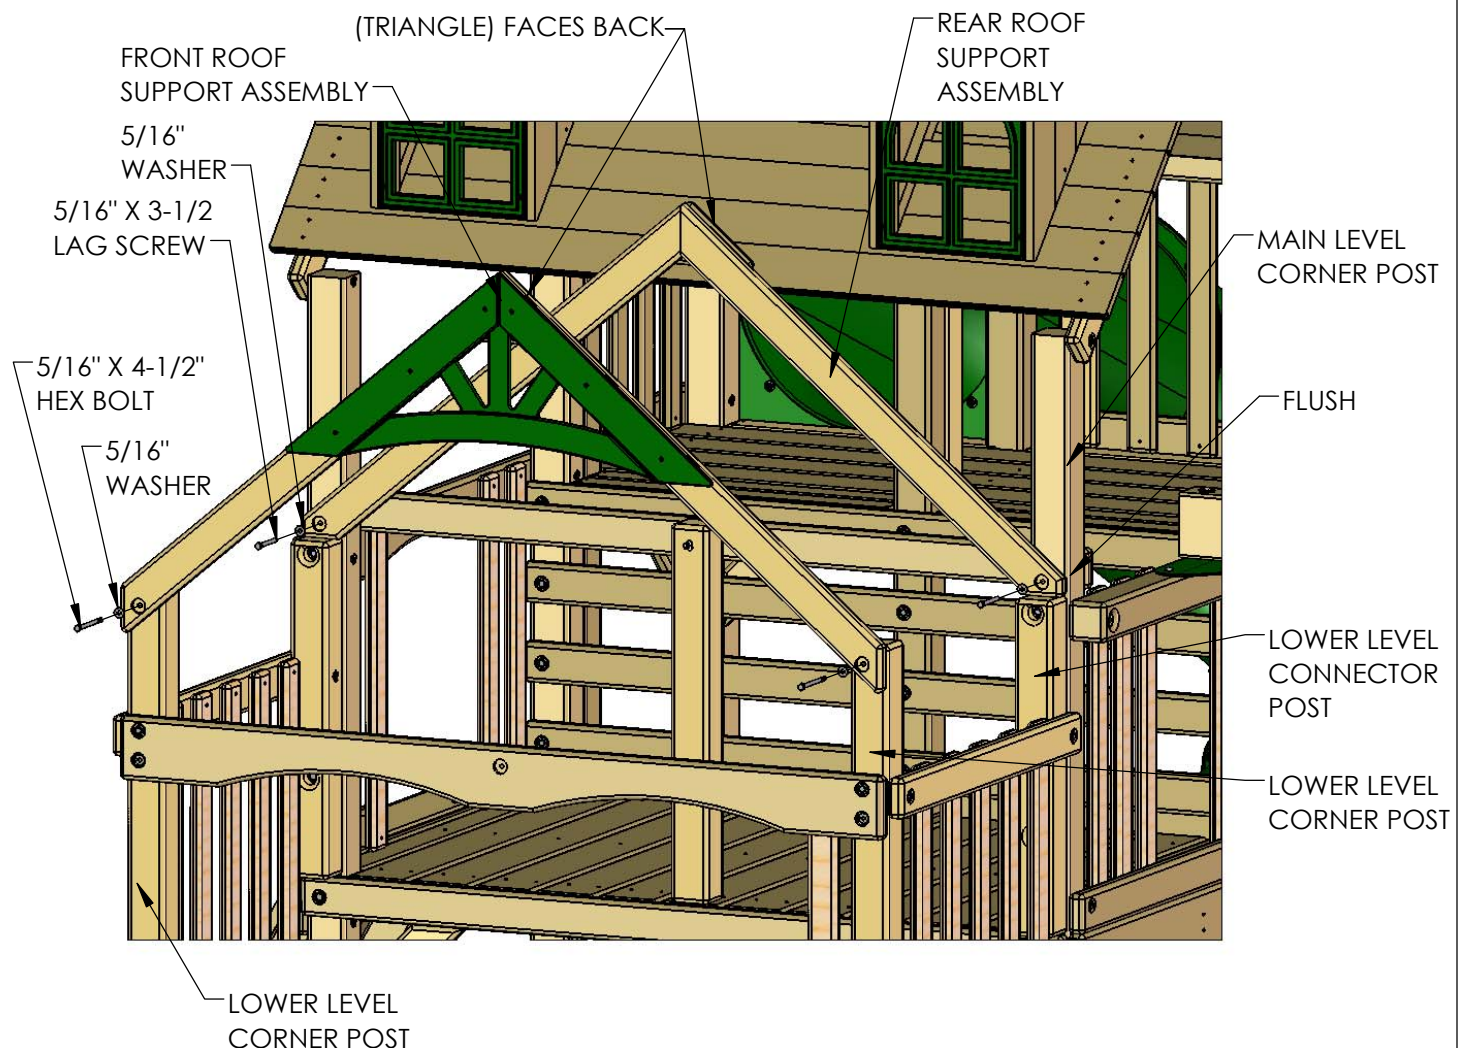 (TRIANGLE) FACES BACK
REAR ROOF
SUPPORT
ASSEMBLY
FRONT ROOF
SUPPORT ASSEMBLY
5/16"
WASHER
5/16" X 3-1/2
LAG SCREW
MAIN LEVEL
CORNER POST
5/16" X 4-1/2"
HEX BOLT
FLUSH
5/16"
WASHER
LOWER LEVEL
CONNECTOR
POST
LOWER LEVEL
CORNER POST
LOWER LEVEL
CORNER POST